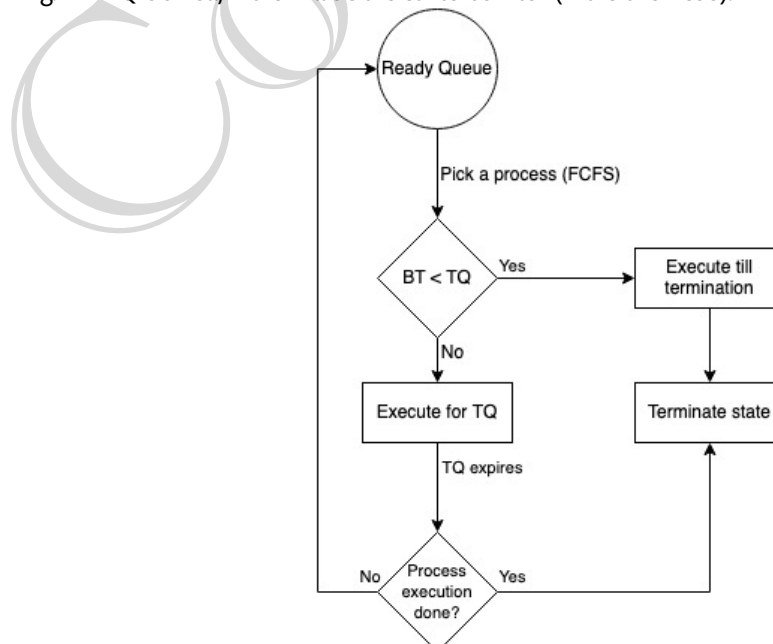 Ready Queue
Pick a process (FCFS)
BT < TQ
Yes
Execute till
termination
No
Execute for TQ
Terminate state
TQ expires
No
Process
execution
done?
Yes